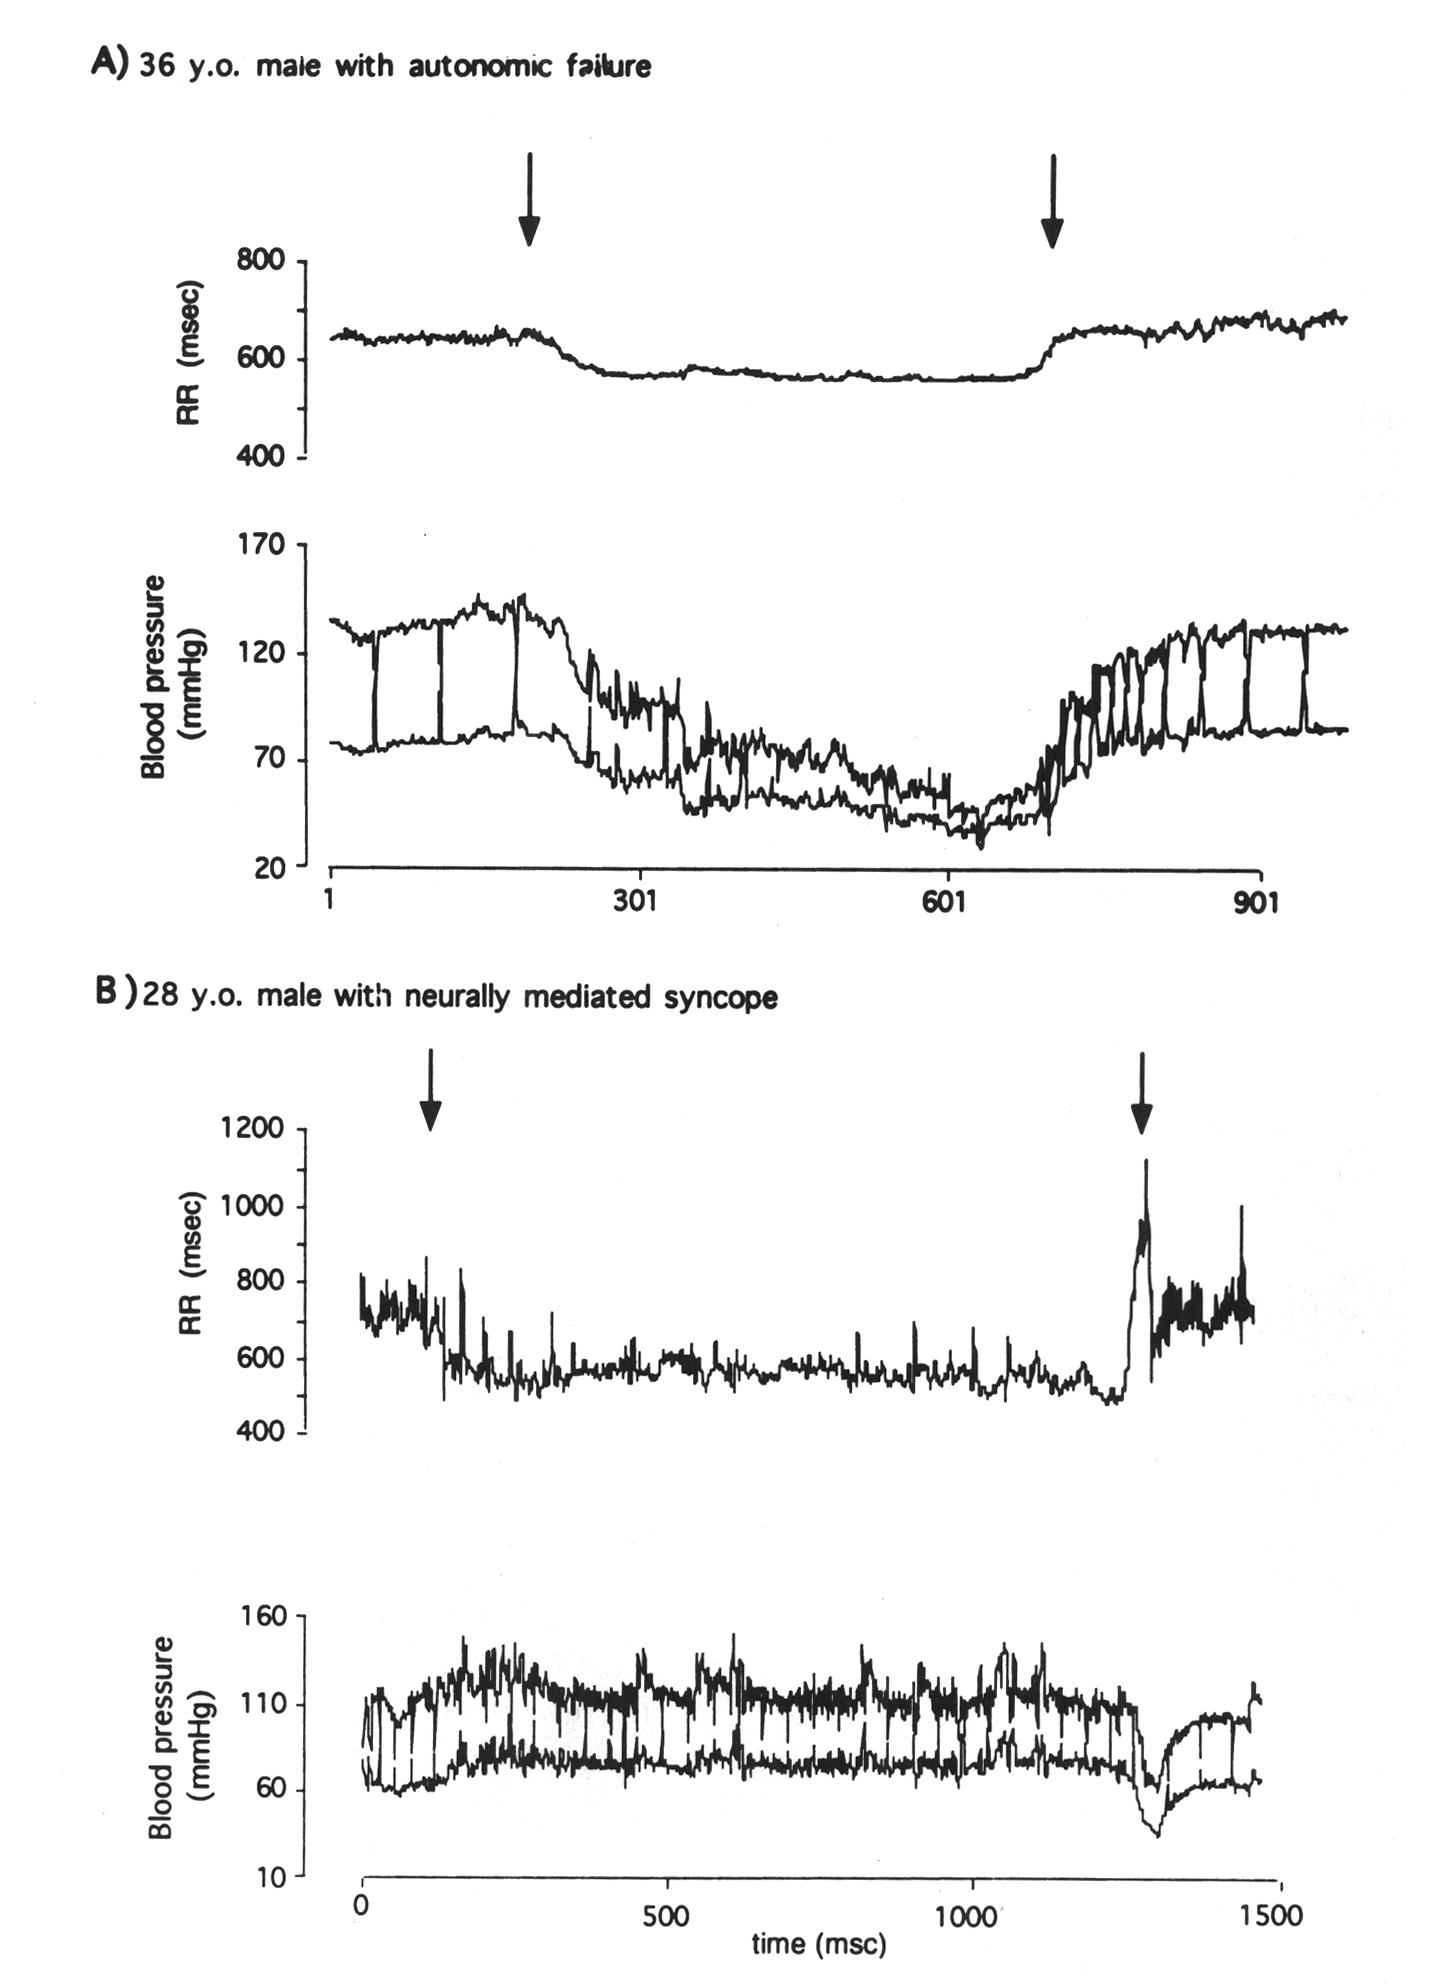 A) 36 y.o. male with autonomic failure
800
600
400
RR (msec)
170
120
70
20
Blood pressure
(mmHg)
1 301 601 901
B) 28 y.o. male with neurally mediated syncope
1200
1000
800
600
400
RR (msec)
160
110
60
10
Blood pressure
(mmHg)
0 500 1000 1500
time (msc)